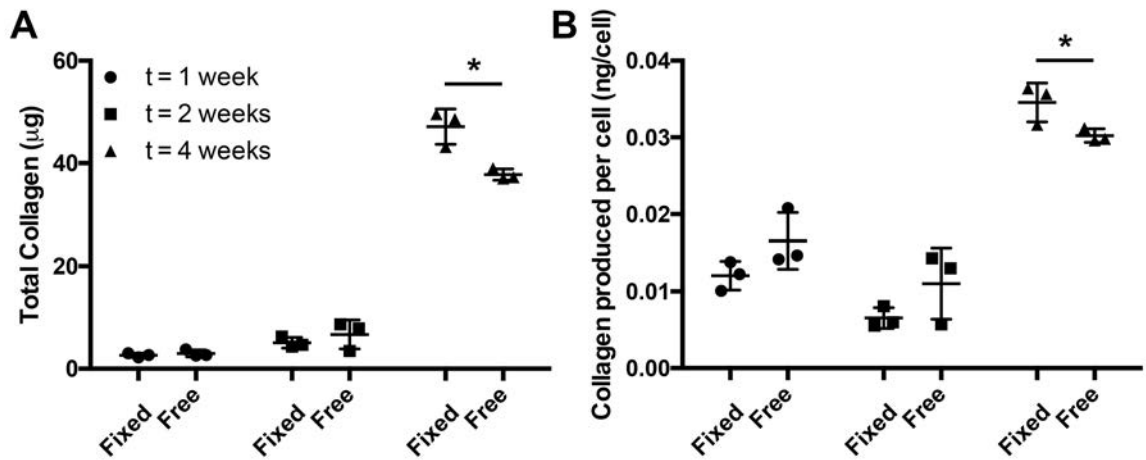 A
Total Collagen (µg)
60
40
20
0
t = 1 week
t = 2 weeks
t = 4 weeks
*
Fixed
Free
Fixed
Free
Fixed
Free
B
Collagen produced per cell (ng/cell)
0.04
0.03
0.02
0.01
0.00
*
Fixed
Free
Fixed
Free
Fixed
Free